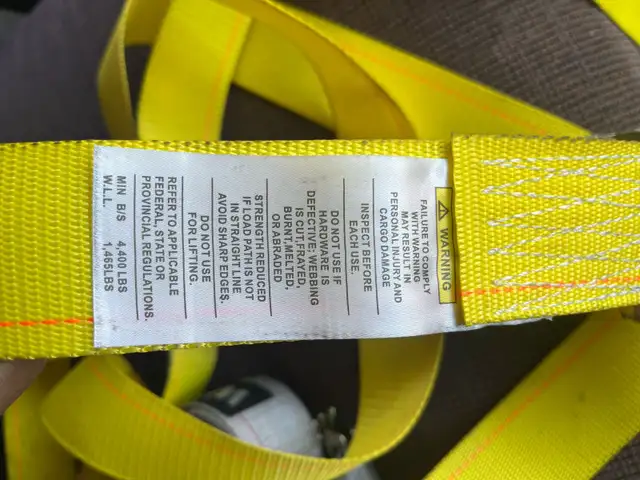 ⚠ WARNING
FAILURE TO COMPLY
WITH WARNING
MAY RESULT IN
PERSONAL INJURY AND
CARGO DAMAGE
INSPECT BEFORE
EACH USE.
DO NOT USE IF
HARDWARE IS
DEFECTIVE: WEBBING
IS CUT,FRAYED,
BURNT,MELTED,
OR ABRADED
STRENGTH REDUCED
IF LOAD PATH IS NOT
IN STRAIGHT LINE
AVOID SHARP EDGES.
DO NOT USE
FOR LIFTING.
REFER TO APPLICABLE
FEDERAL, STATE OR
PROVINCIAL REGULATIONS.
MIN B/S 4,400 LBS
W.L.L. 1,465LBS